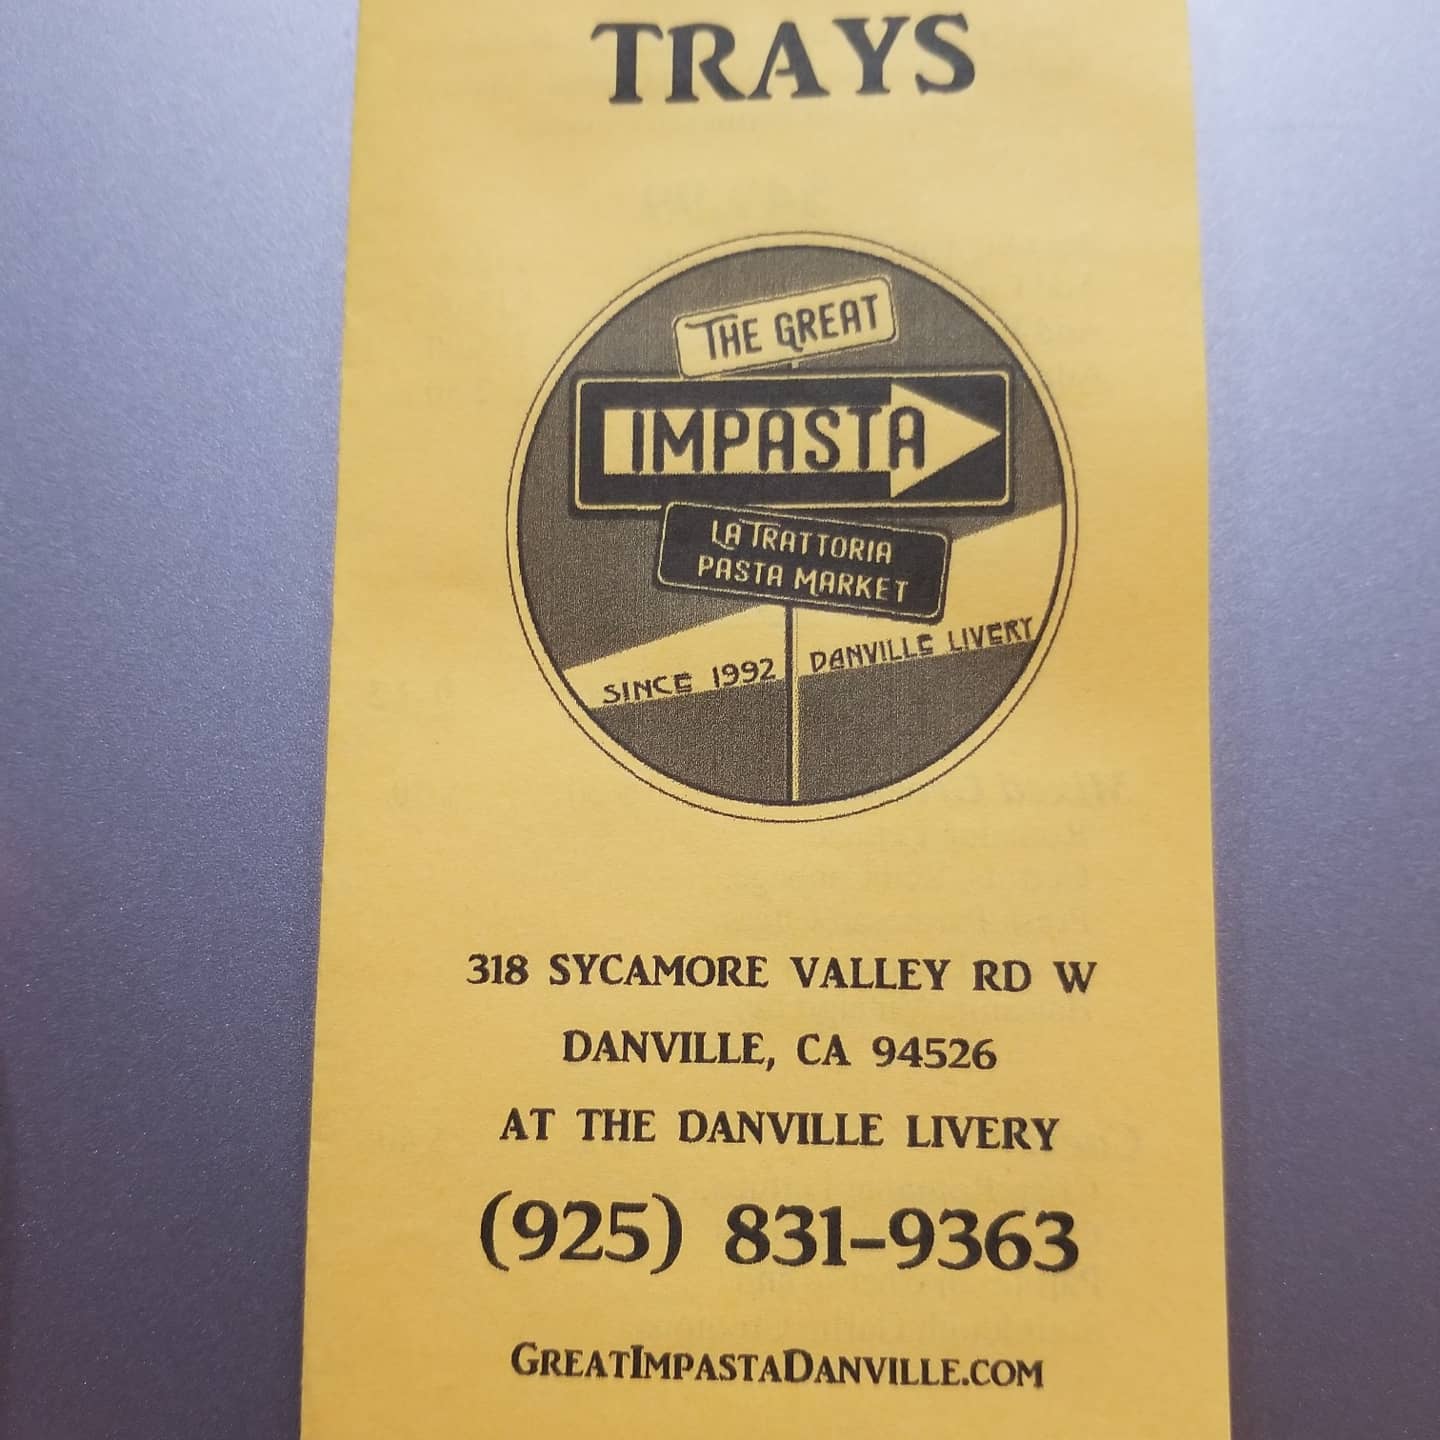 TRAYS
THE GREAT
IMPASTA
LA TRATTORIA
PASTA MARKET
SINCE 1992 DANVILLE LIVERY
318 SYCAMORE VALLEY RD W
DANVILLE, CA 94526
AT THE DANVILLE LIVERY
(925) 831-9363
GREATIMPASTADANVILLE.COM